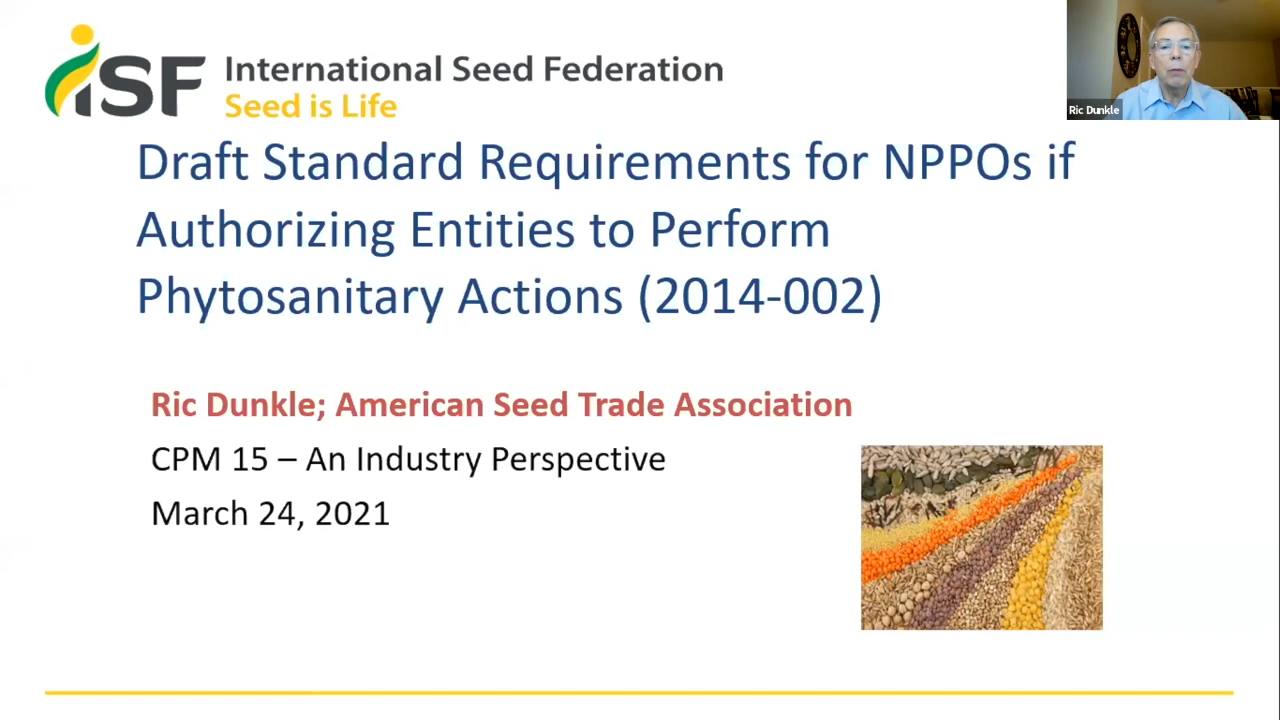 iSF International Seed Federation
Seed is Life
Ric Dunkle
Draft Standard Requirements for NPPOs if
Authorizing Entities to Perform
Phytosanitary Actions (2014-002)
Ric Dunkle; American Seed Trade Association
CPM 15 – An Industry Perspective
March 24, 2021